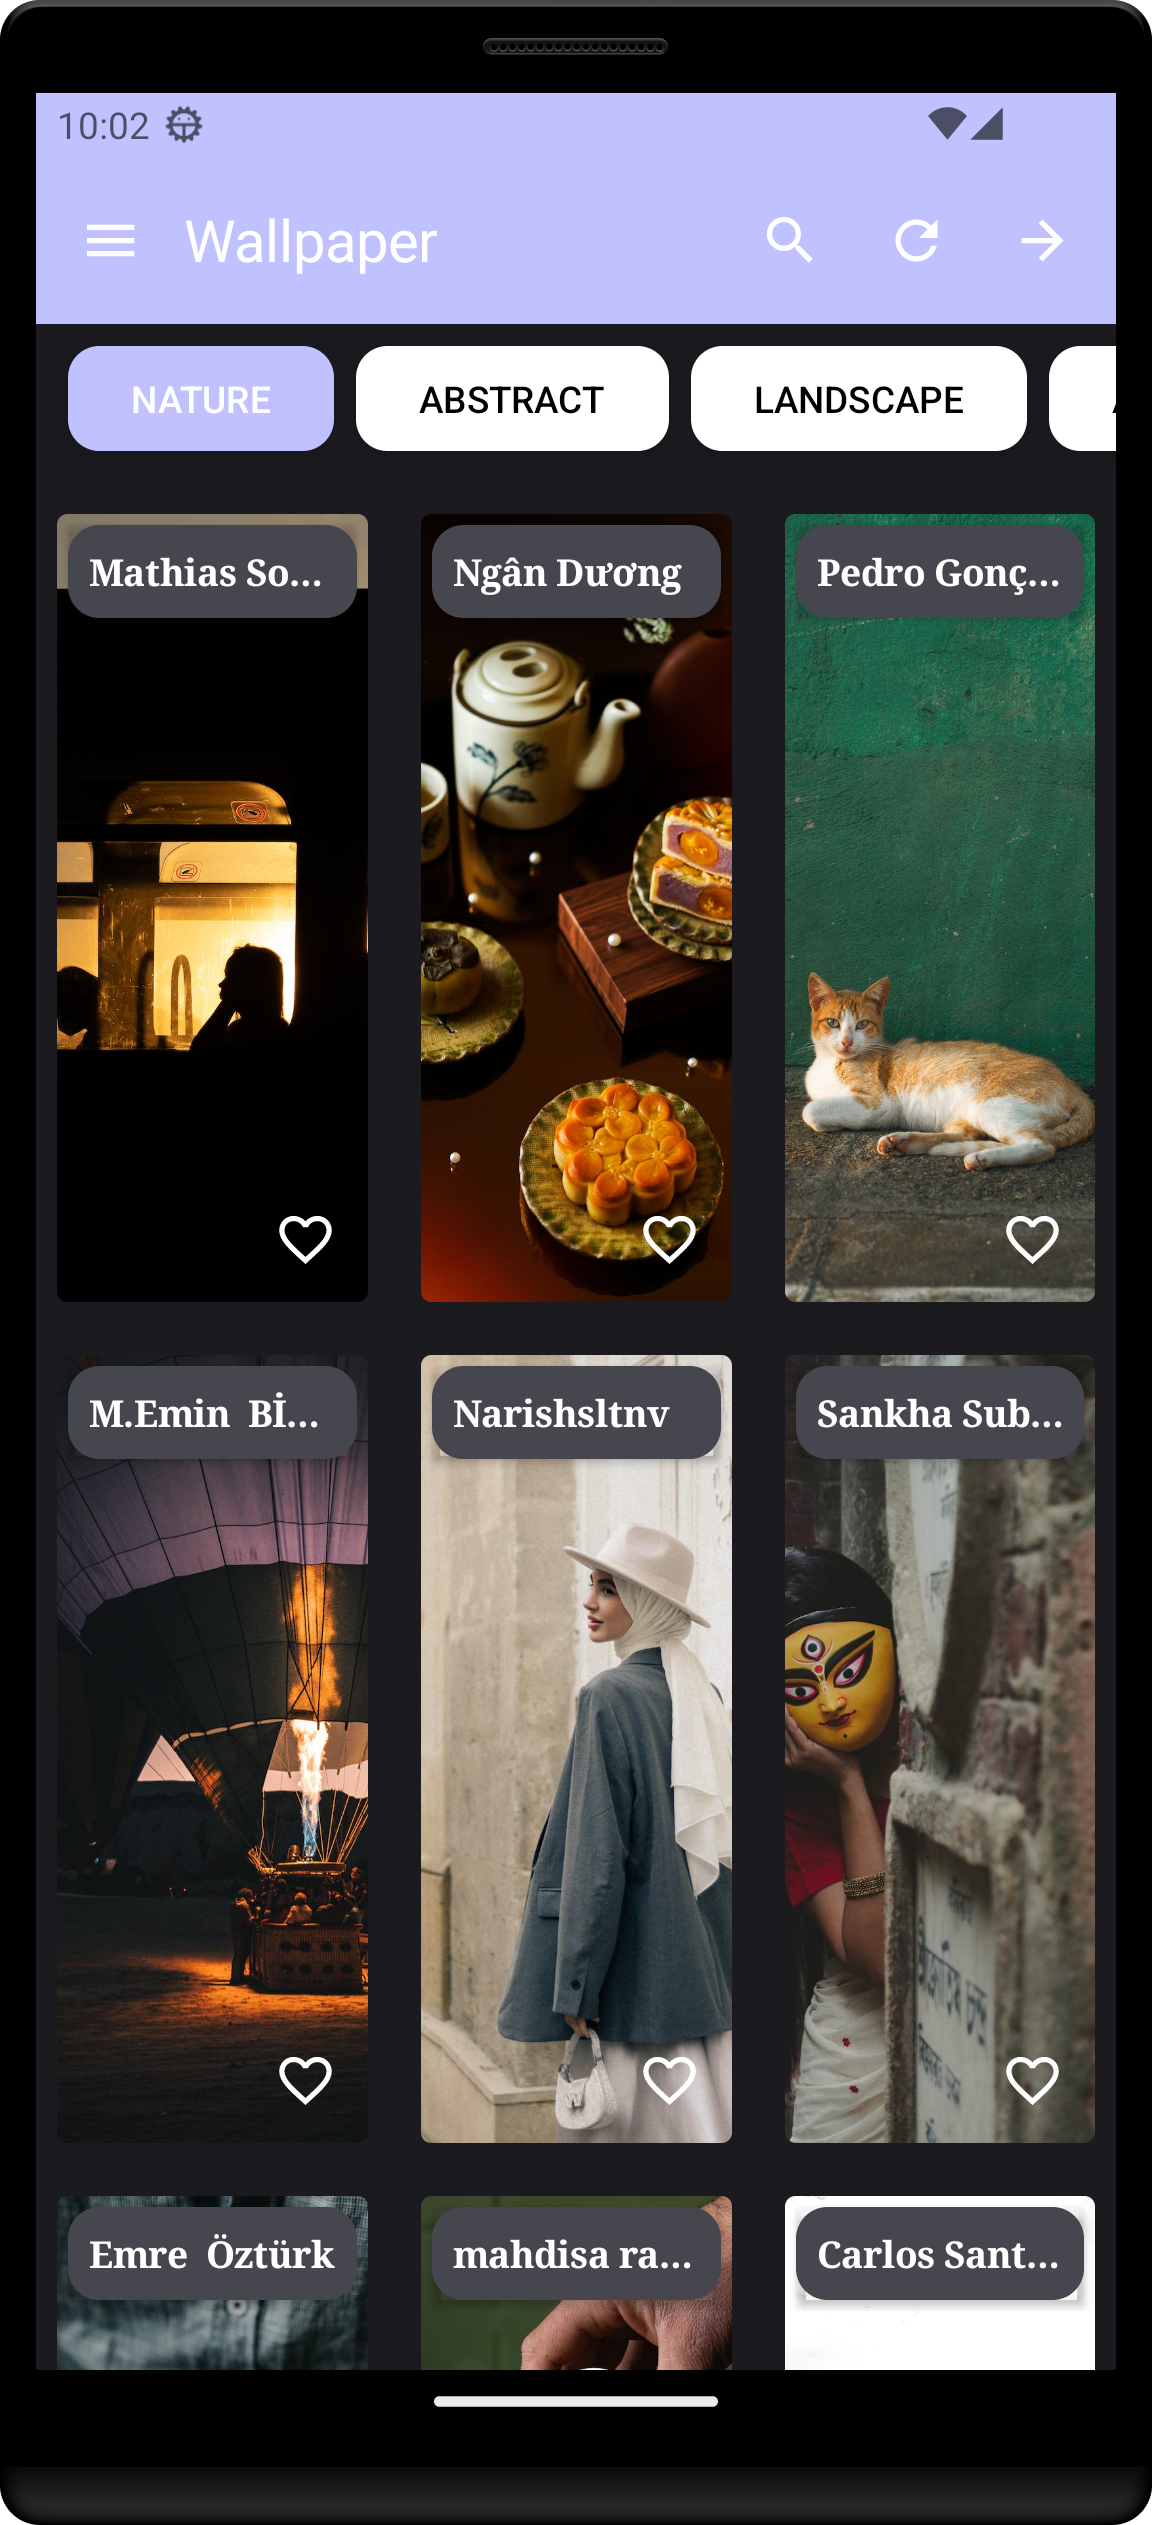 10:02
Wallpaper
NATURE
ABSTRACT
LANDSCAPE
Mathias So...
Ngân Dương
Pedro Gonç...
M.Emin Bİ...
Narishsltnv
Sankha Sub...
Emre Öztürk
mahdisa ra...
Carlos Sant...